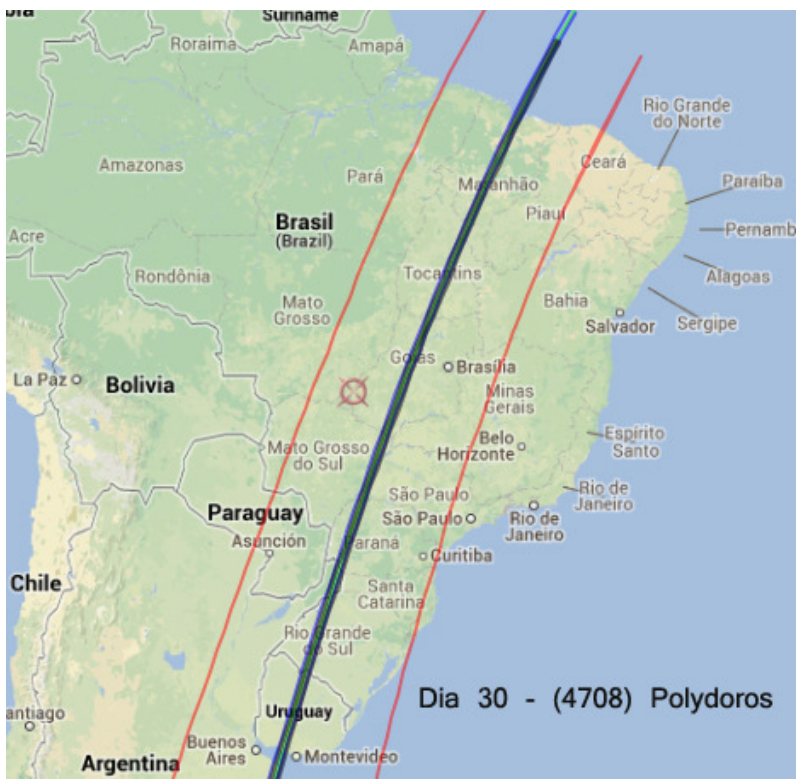 bia
Suriname
Roraima
Amapá
Rio Grande
do Norte
Amazonas
Pará
Ceará
Maranhão
Paraíba
Piauí
Brasil
(Brazil)
Pernamb
Acre
Rondônia
Tocantins
Alagoas
Mato
Grosso
Bahia
Salvador
Sergipe
Goiás
Brasília
La Paz
Bolivia
Minas
Gerais
Belo
Horizonte
Espírito
Santo
Mato Grosso
do Sul
São Paulo
Rio de
Janeiro
Paraguay
São Paulo
Rio de
Janeiro
Asunción
Paraná
Curitiba
Chile
Santa
Catarina
Rio Grande
do Sul
Dia 30 - (4708) Polydoros
antiago
Uruguay
Buenos
Aires
Montevideo
Argentina